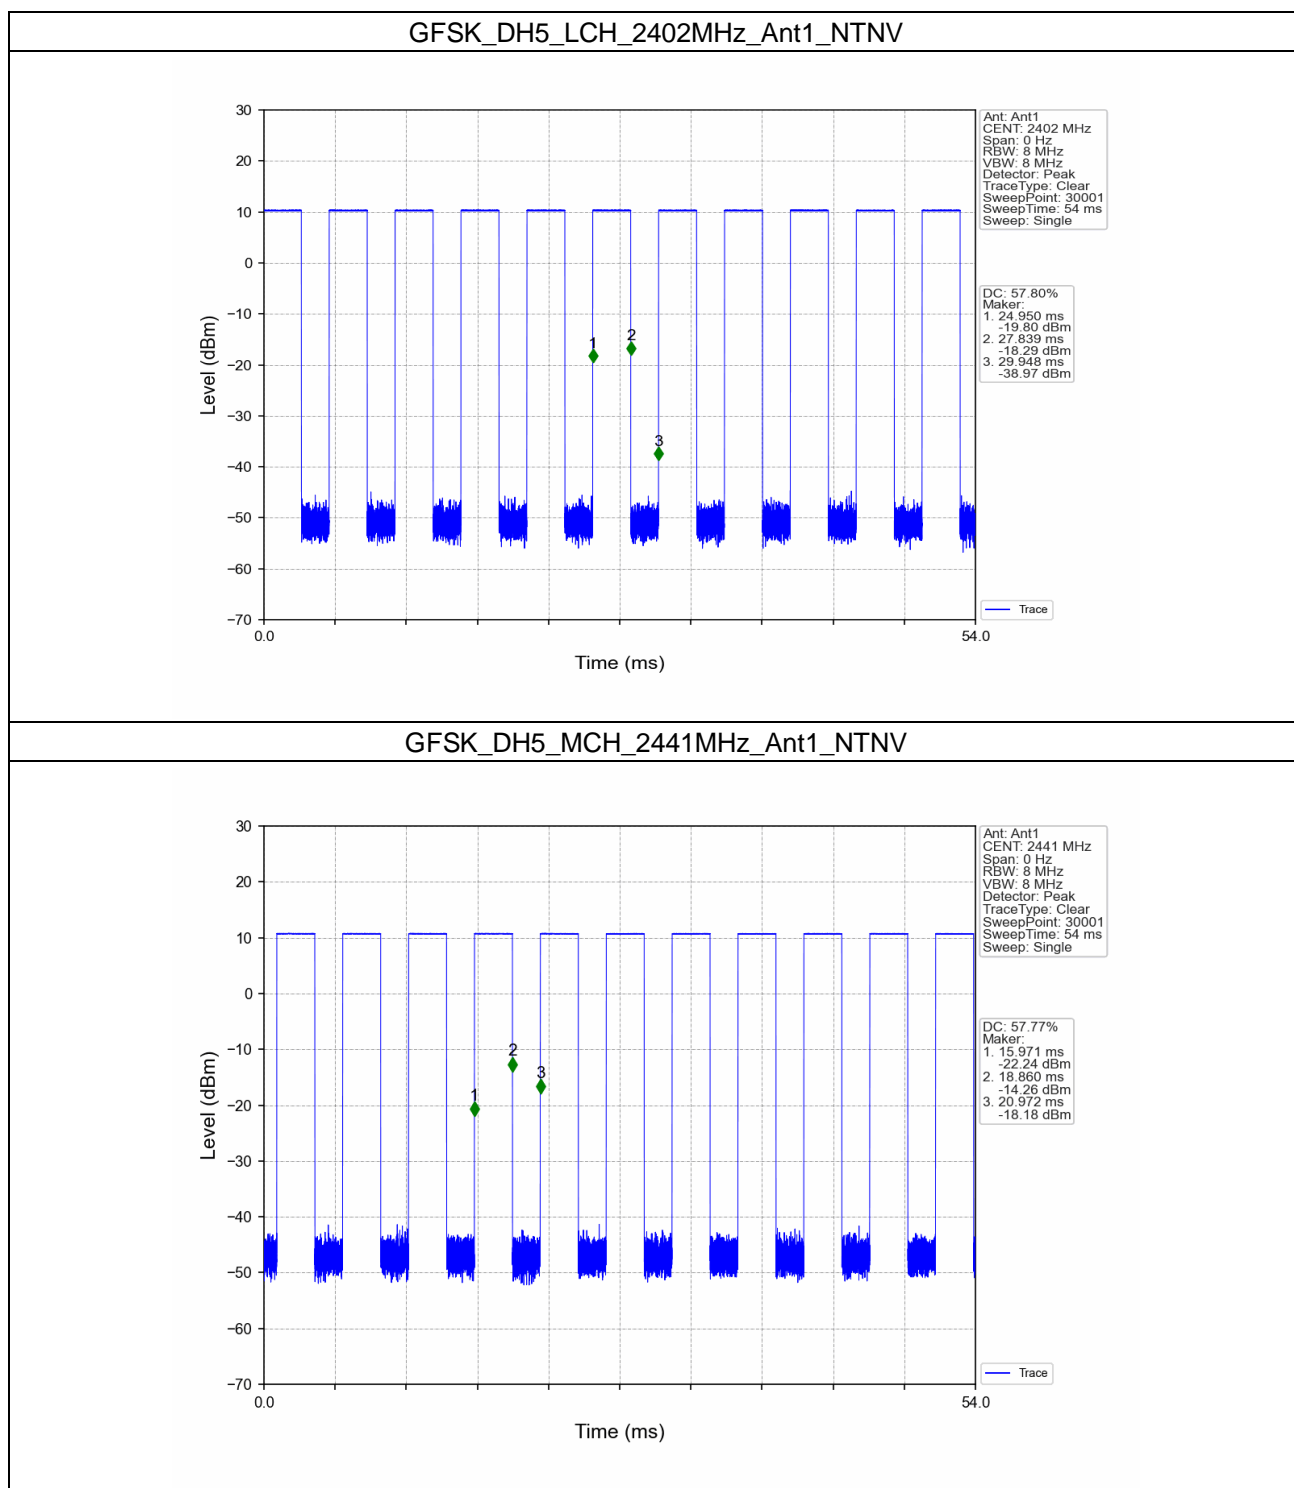 GFSK_DH5_LCH_2402MHz_Ant1_NTNV
30
20
10
0
−10
−20
−30
−40
−50
−60
−70
Level (dBm)
0.0
54.0
Time (ms)
1
2
3
Ant: Ant1
CENT: 2402 MHz
Span: 0 Hz
RBW: 8 MHz
VBW: 8 MHz
Detector: Peak
TraceType: Clear
SweepPoint: 30001
SweepTime: 54 ms
Sweep: Single
DC: 57.80%
Maker:
1. 24.950 ms
-19.80 dBm
2. 27.839 ms
-18.29 dBm
3. 29.948 ms
-38.97 dBm
Trace
GFSK_DH5_MCH_2441MHz_Ant1_NTNV
30
20
10
0
−10
−20
−30
−40
−50
−60
−70
Level (dBm)
0.0
54.0
Time (ms)
1
2
3
Ant: Ant1
CENT: 2441 MHz
Span: 0 Hz
RBW: 8 MHz
VBW: 8 MHz
Detector: Peak
TraceType: Clear
SweepPoint: 30001
SweepTime: 54 ms
Sweep: Single
DC: 57.77%
Maker:
1. 15.971 ms
-22.24 dBm
2. 18.860 ms
-14.26 dBm
3. 20.972 ms
-18.18 dBm
Trace